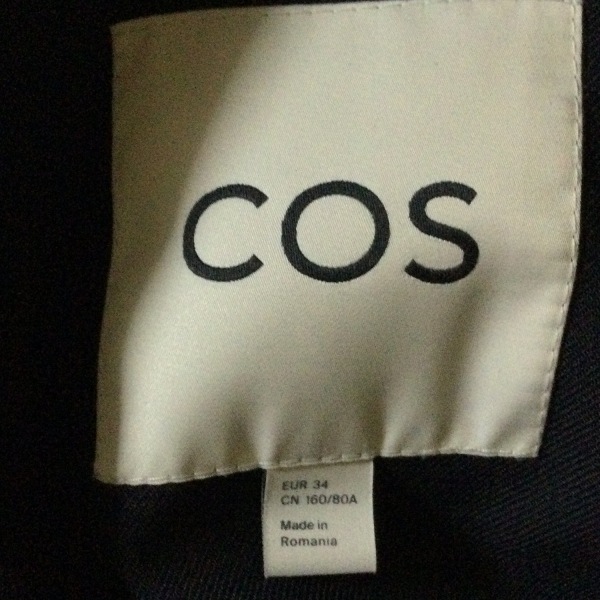 COS
EUR 34
CN 160/80A
Made in
Romania